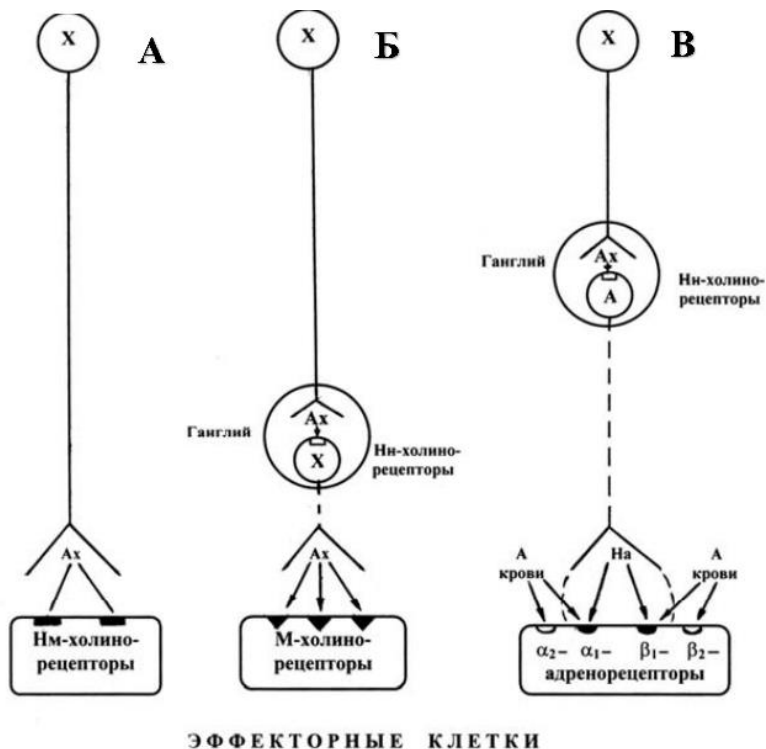 Х
А
Х
Б
Х
В
Ганглий
Ах
А
Нн-холино-
рецепторы
Ганглий
Ах
Х
Нн-холино-
рецепторы
Ах
Нм-холино-
рецепторы
Ах
М-холино-
рецепторы
А
крови
На
А
крови
α2– α1– β1– β2–
адренорецепторы
ЭФФЕКТОРНЫЕ КЛЕТКИ